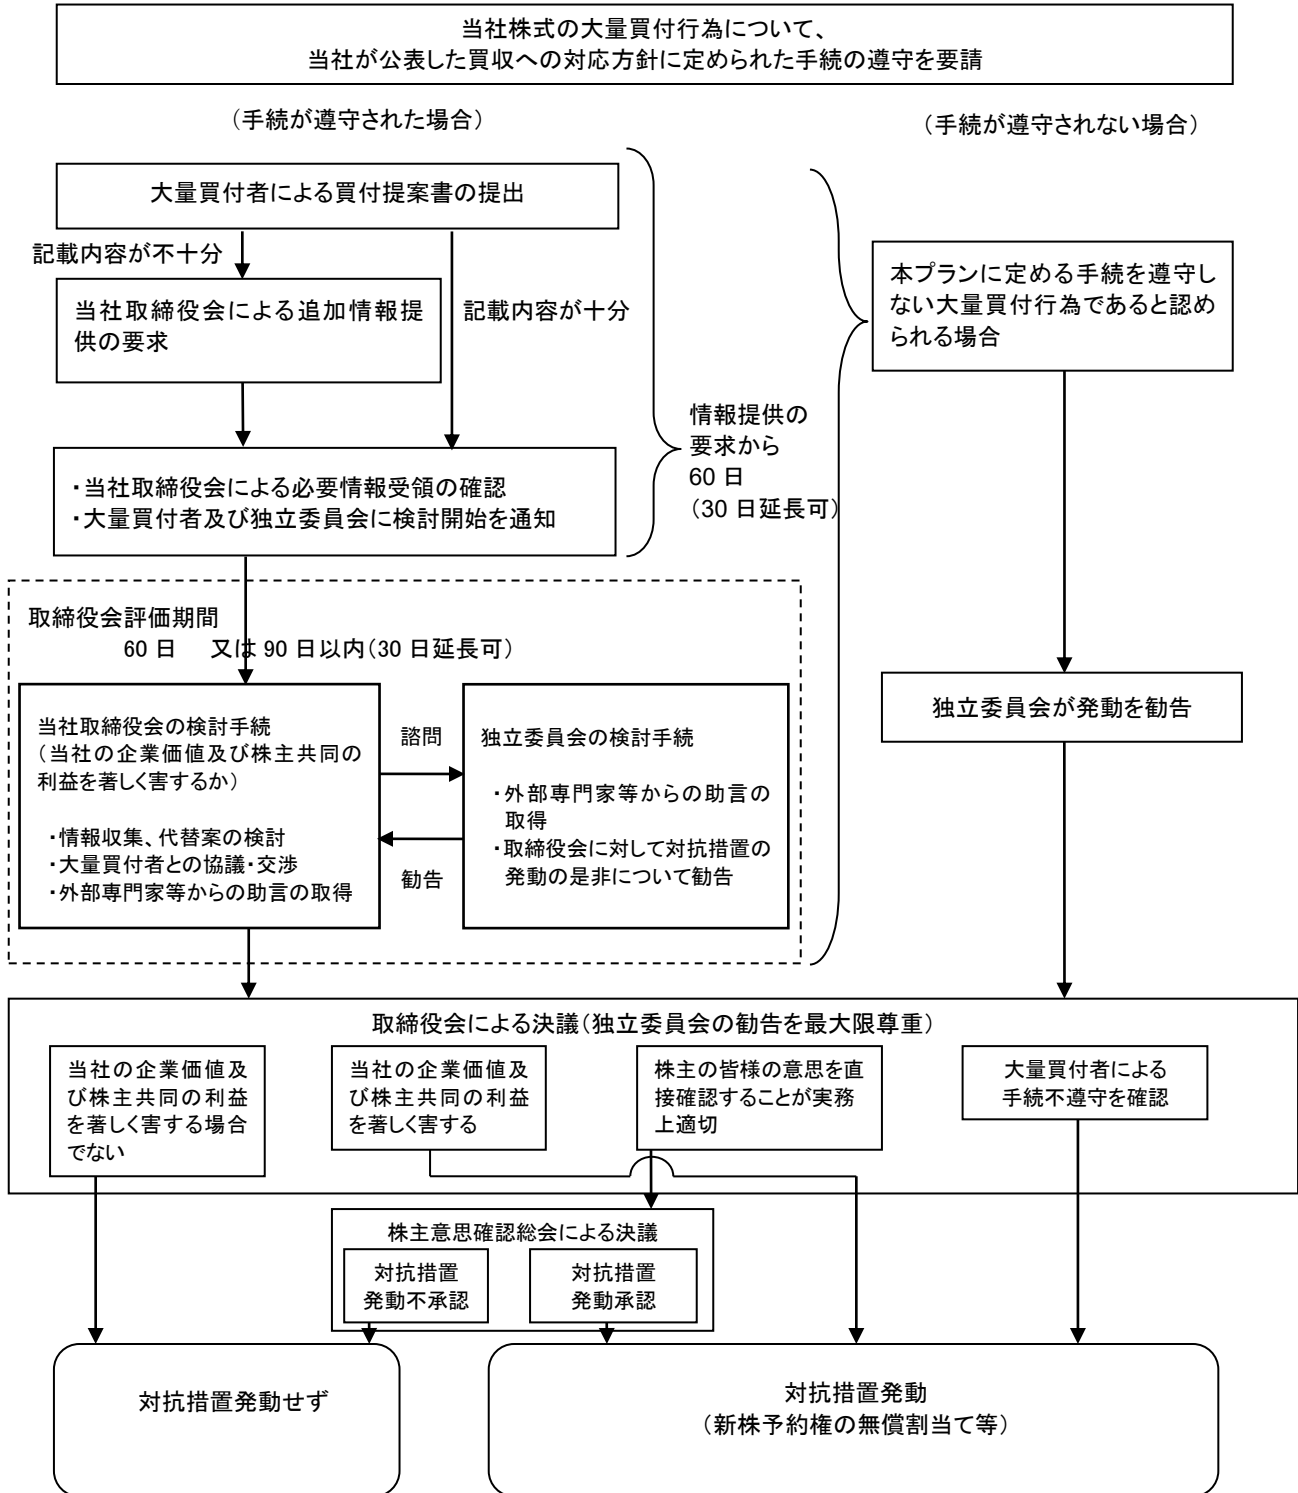 当社株式の大量買付行為について、
当社が公表した買収への対応方針に定められた手続の遵守を要請
（手続が遵守された場合）
（手続が遵守されない場合）
大量買付者による買付提案書の提出
記載内容が不十分
当社取締役会による追加情報提
供の要求
記載内容が十分
本プランに定める手続を遵守し
ない大量買付行為であると認め
られる場合
情報提供の
要求から
60 日
（30 日延長可）
・当社取締役会による必要情報受領の確認
・大量買付者及び独立委員会に検討開始を通知
取締役会評価期間
60 日　又は 90 日以内（30 日延長可）
当社取締役会の検討手続
（当社の企業価値及び株主共同の
利益を著しく害するか）
・情報収集、代替案の検討
・大量買付者との協議・交渉
・外部専門家等からの助言の取得
諮問
勧告
独立委員会の検討手続
・外部専門家等からの助言の
取得
・取締役会に対して対抗措置の
発動の是非について勧告
独立委員会が発動を勧告
取締役会による決議（独立委員会の勧告を最大限尊重）
当社の企業価値及
び株主共同の利益
を著しく害する場合
でない
当社の企業価値及
び株主共同の利益
を著しく害する
株主の皆様の意思を直
接確認することが実務
上適切
大量買付者による
手続不遵守を確認
株主意思確認総会による決議
対抗措置
発動不承認
対抗措置
発動承認
対抗措置発動せず
対抗措置発動
（新株予約権の無償割当て等）